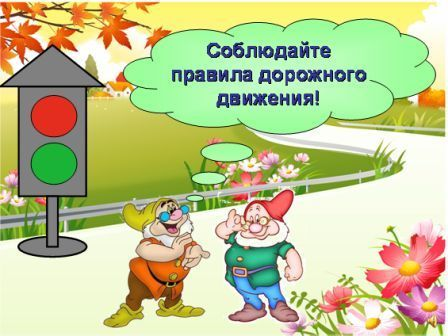 Соблюдайте
правила дорожного
движения!